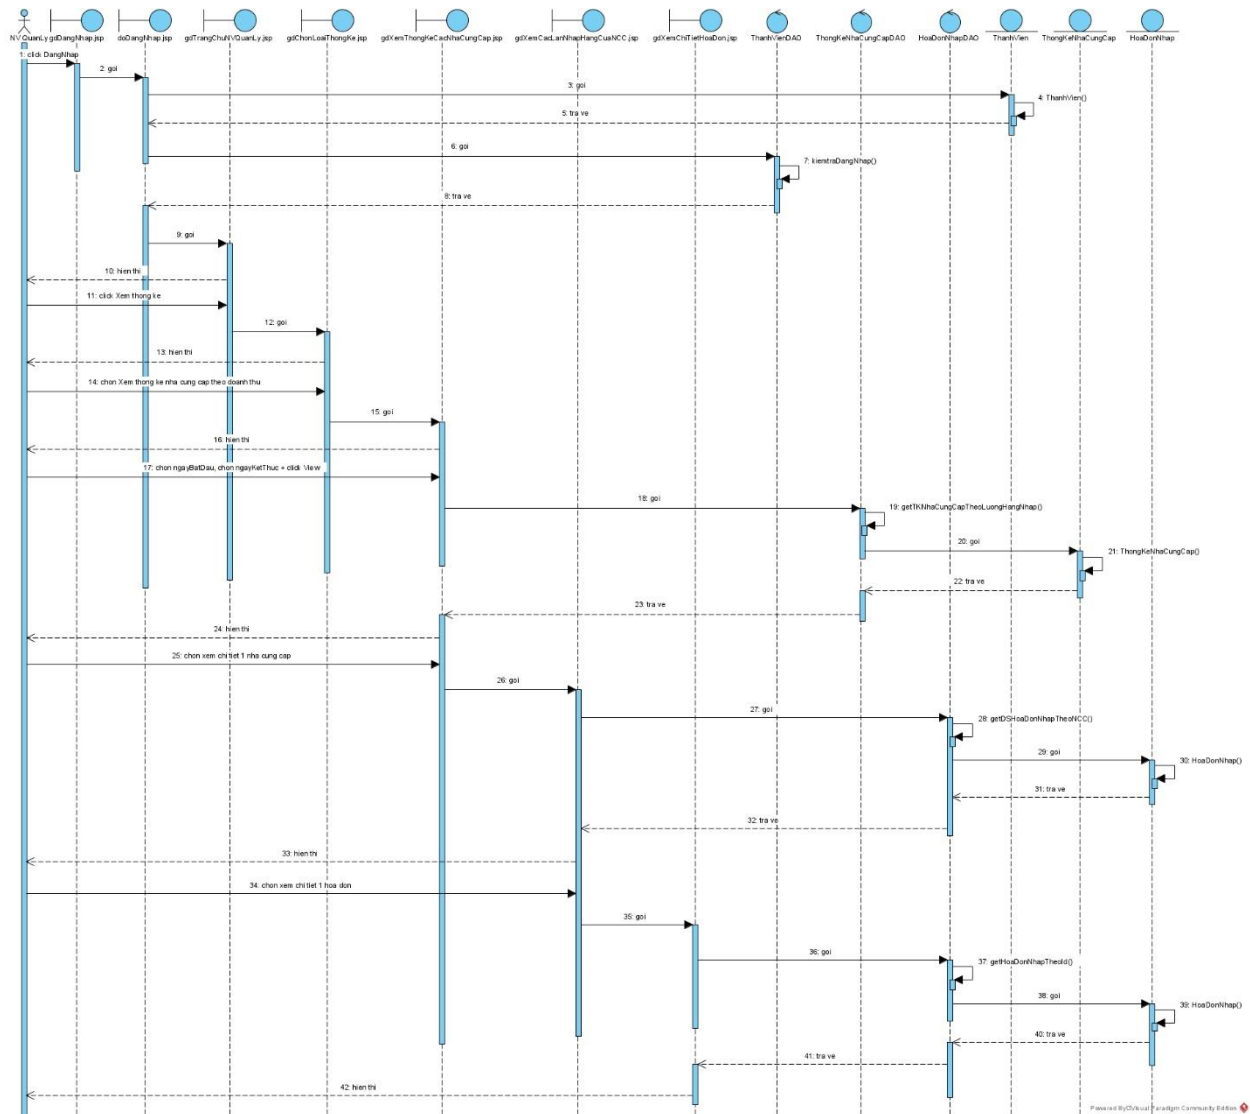 NVQuanLy gdDangNhap.jsp doDangNhap.jsp gdTrangChuNVQuanLy.jsp gdChonLoaiThongKe.jsp gdXemThongKeCacNhaCungCap.jsp gdXemCacLanNhapHangCuaNCC.jsp gdXemChiTietHoaDon.jsp ThanhVienDAO ThongKeNhaCungCapDAO HoaDonNhapDAO ThanhVien ThongKeNhaCungCap HoaDonNhap
1: click DangNhap
2: goi
3: goi
4: ThanhVien()
5: tra ve
6: goi
7: kiemtraDangNhap()
8: tra ve
9: goi
10: hien thi
11: click Xem thong ke
12: goi
13: hien thi
14: chon Xem thong ke nha cung cap theo doanh thu
15: goi
16: hien thi
17: chon ngayBatDau, chon ngayKetThuc + click View
18: goi
19: getTKNhaCungCapTheoLuongHangNhap()
20: goi
21: ThongKeNhaCungCap()
22: tra ve
23: tra ve
24: hien thi
25: chon xem chi tiet 1 nha cung cap
26: goi
27: goi
28: getDSHoaDonNhapTheoNCC()
29: goi
30: HoaDonNhap()
31: tra ve
32: tra ve
33: hien thi
34: chon xem chi tiet 1 hoa don
35: goi
36: goi
37: getHoaDonNhapTheoId()
38: goi
39: HoaDonNhap()
40: tra ve
41: tra ve
42: hien thi
Visual Paradigm Community Edition